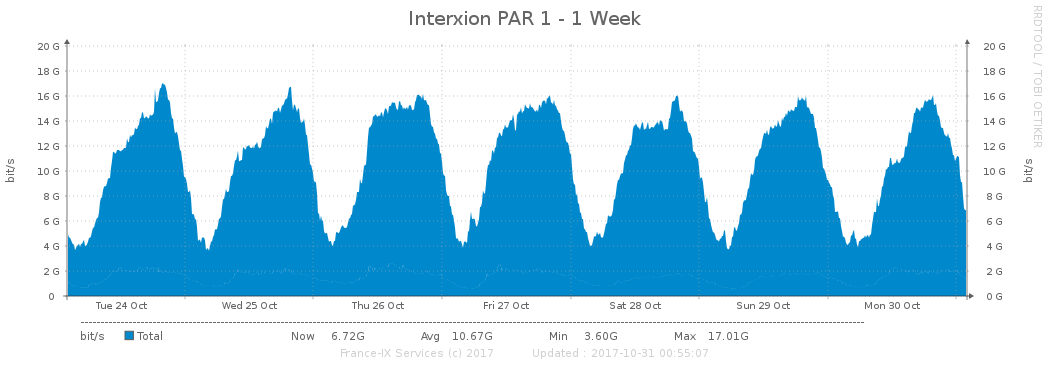 Interxion PAR 1 - 1 Week
RRDTOOL / TOBI OETIKER
20 G 20 G
18 G 18 G
16 G 16 G
14 G 14 G
12 G 12 G
10 G 10 G
8 G 8 G
6 G 6 G
4 G 4 G
2 G 2 G
0 0 G
bit/s bit/s
Tue 24 Oct Wed 25 Oct Thu 26 Oct Fri 27 Oct Sat 28 Oct Sun 29 Oct Mon 30 Oct
bit/s Total Now 6.72G Avg 10.67G Min 3.60G Max 17.01G
France-IX Services (c) 2017 Updated : 2017-10-31 00:55:07